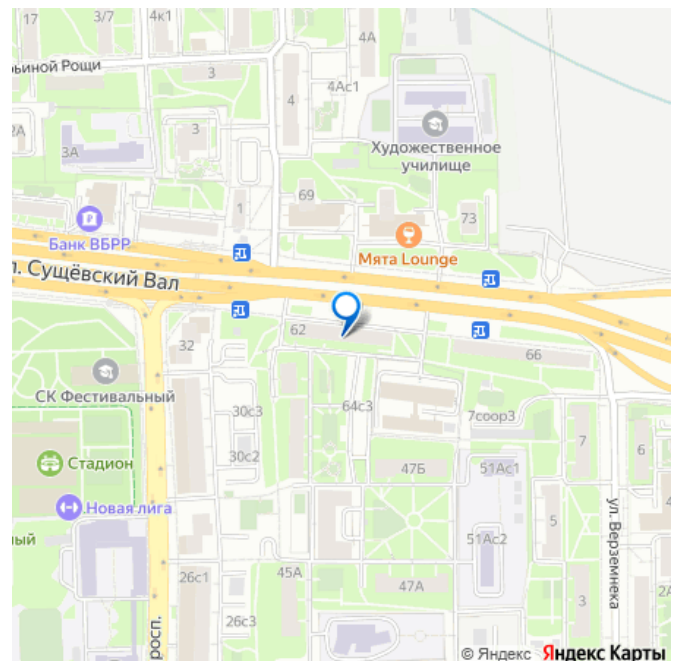 17
3/7
4к1
4А
ьиной Рощи
3
4
4Ас1
2А
3
3А
Художественное
училище
69
1
73
Банк ВБРР
Мята Lounge
л. Сущёвский Вал
62
32
66
СК Фестивальный
30с3
64с3
7соор3
7
6
30с2
47Б
51Ас1
Стадион
Новая лига
5
ул. Верземнека
4
ный
51Ас2
26с1
45А
47А
3
2А
26с3
росп.
© Яндекс Яндекс Карты